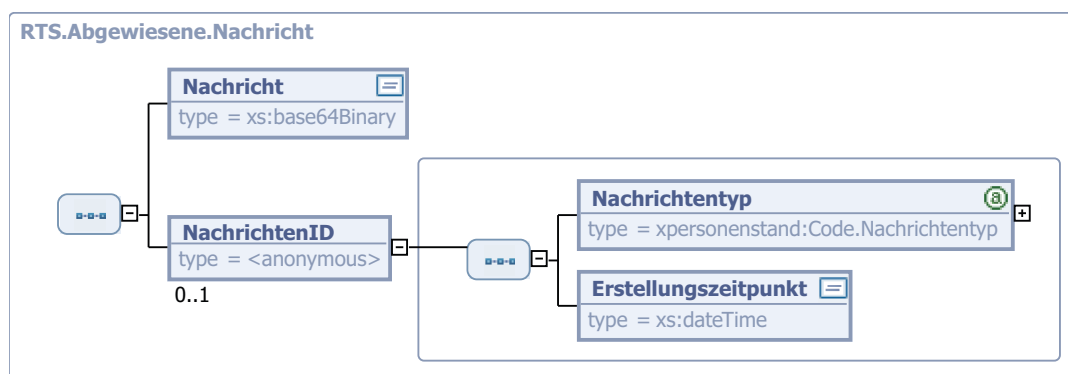 RTS.Abgewiesene.Nachricht
Nachricht
type = xs:base64Binary
NachrichtenID
type = <anonymous>
0..1
Nachrichtentyp
type = xpersonenstand:Code.Nachrichtentyp
Erstellungszeitpunkt
type = xs:dateTime